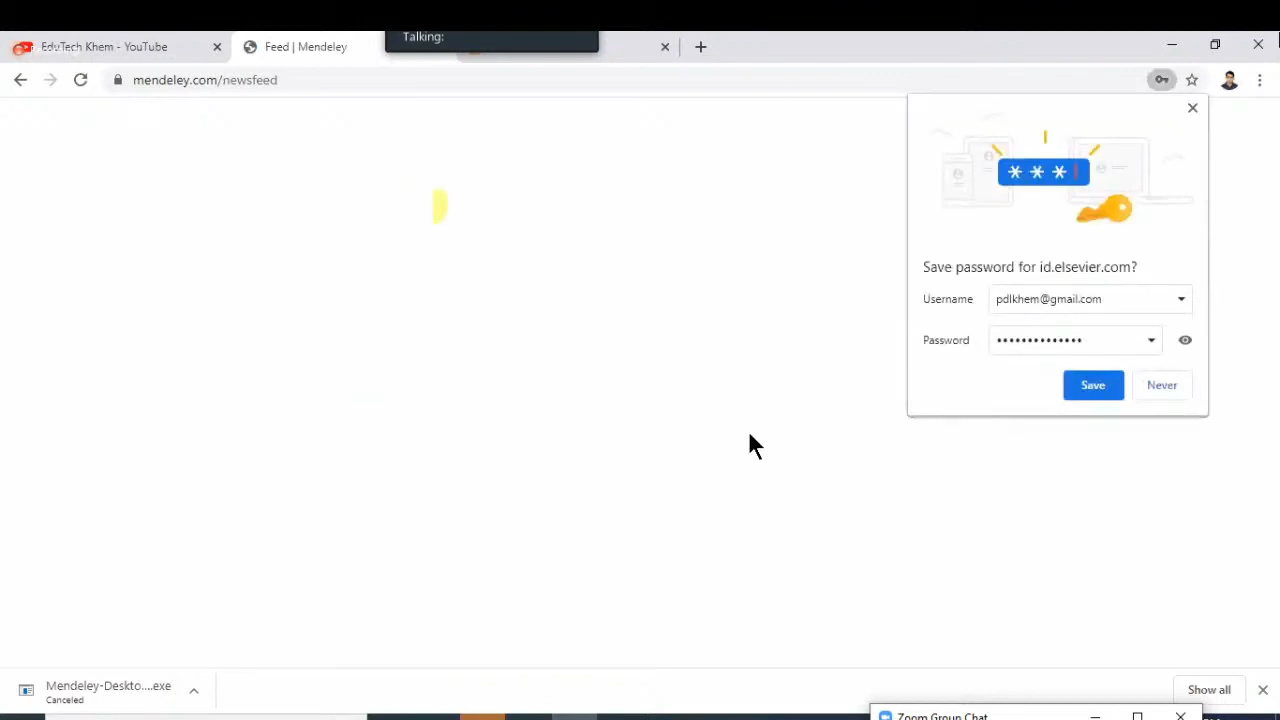 Talking:
EduTech Khem - YouTube
Feed | Mendeley
mendeley.com/newsfeed
***
Save password for id.elsevier.com?
Username pdlkhem@gmail.com
Password ••••••••••••••
Save Never
Mendeley-Deskto....exe
Canceled
Show all
Zoom Group Chat